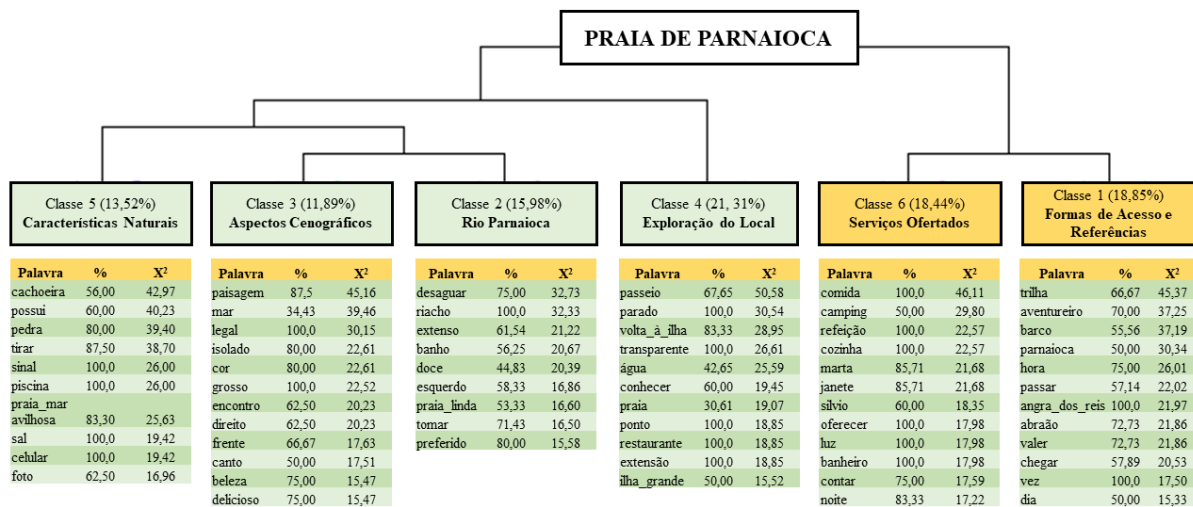 PRAIA DE PARNAIOCA
Classe 5 (13,52%)
Características Naturais
Palavra % X²
cachoeira 56,00 42,97
possui 60,00 40,23
pedra 80,00 39,40
tirar 87,50 38,70
sinal 100,0 26,00
piscina 100,0 26,00
praia_mar
avilhosa 83,30 25,63
sal 100,0 19,42
celular 100,0 19,42
foto 62,50 16,96
Classe 3 (11,89%)
Aspectos Cenográficos
Palavra % X²
paisagem 87,5 45,16
mar 34,43 39,46
legal 100,0 30,15
isolado 80,00 22,61
cor 80,00 22,61
grosso 100,0 22,52
encontro 62,50 20,23
direito 62,50 20,23
frente 66,67 17,63
canto 50,00 17,51
beleza 75,00 15,47
delicioso 75,00 15,47
Classe 2 (15,98%)
Rio Parnaioca
Palavra % X²
desaguar 75,00 32,73
riacho 100,0 32,33
extenso 61,54 21,22
banho 56,25 20,67
doce 44,83 20,39
esquerdo 58,33 16,86
praia_linda 53,33 16,60
tomar 71,43 16,50
preferido 80,00 15,58
Classe 4 (21, 31%)
Exploração do Local
Palavra % X²
passeio 67,65 50,58
parado 100,0 30,54
volta_à_ilha 83,33 28,95
transparente 100,0 26,61
água 42,65 25,59
conhecer 60,00 19,45
praia 30,61 19,07
ponto 100,0 18,85
restaurante 100,0 18,85
extensão 100,0 18,85
ilha_grande 50,00 15,52
Classe 6 (18,44%)
Serviços Ofertados
Palavra % X²
comida 100,0 46,11
camping 50,00 29,80
refeição 100,0 22,57
cozinha 100,0 22,57
marta 85,71 21,68
janete 85,71 21,68
silvio 60,00 18,35
oferecer 100,0 17,98
luz 100,0 17,98
banheiro 100,0 17,98
contar 75,00 17,59
noite 83,33 17,22
Classe 1 (18,85%)
Formas de Acesso e
Referências
Palavra % X²
trilha 66,67 45,37
aventureiro 70,00 37,25
barco 55,56 37,19
parnaioca 50,00 30,34
hora 75,00 26,01
passar 57,14 22,02
angra_dos_reis 100,0 21,97
abraão 72,73 21,86
valer 72,73 21,86
chegar 57,89 20,53
vez 100,0 17,50
dia 50,00 15,33